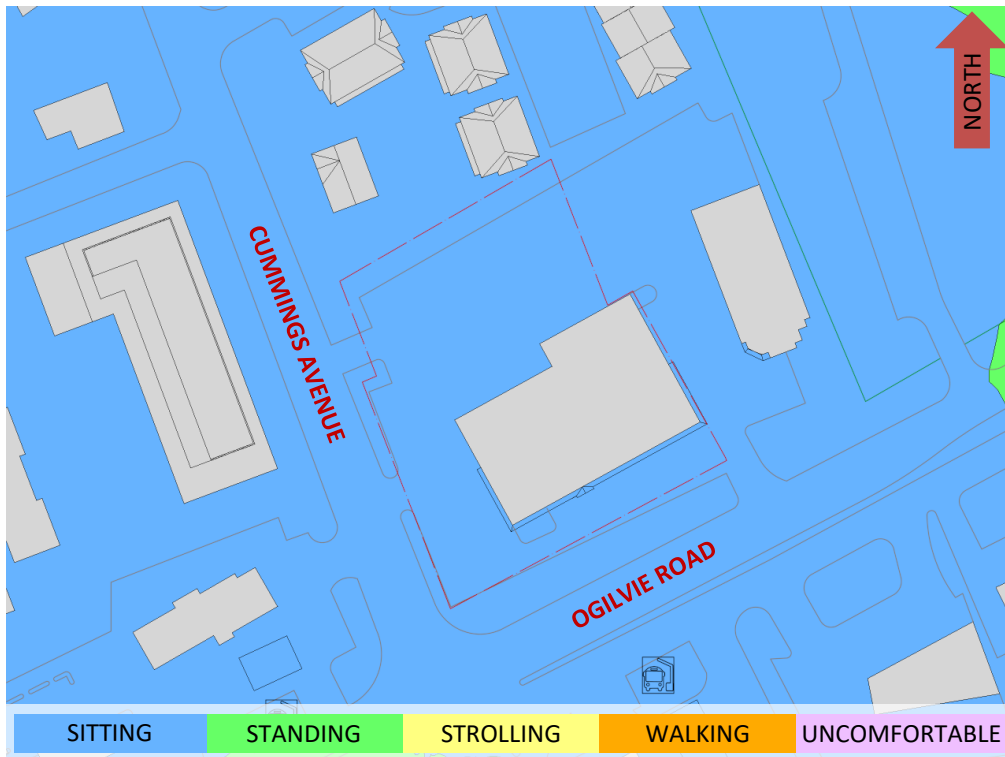 NORTH
CUMMINGS AVENUE
OGILVIE ROAD
SITTING
STANDING
STROLLING
WALKING
UNCOMFORTABLE